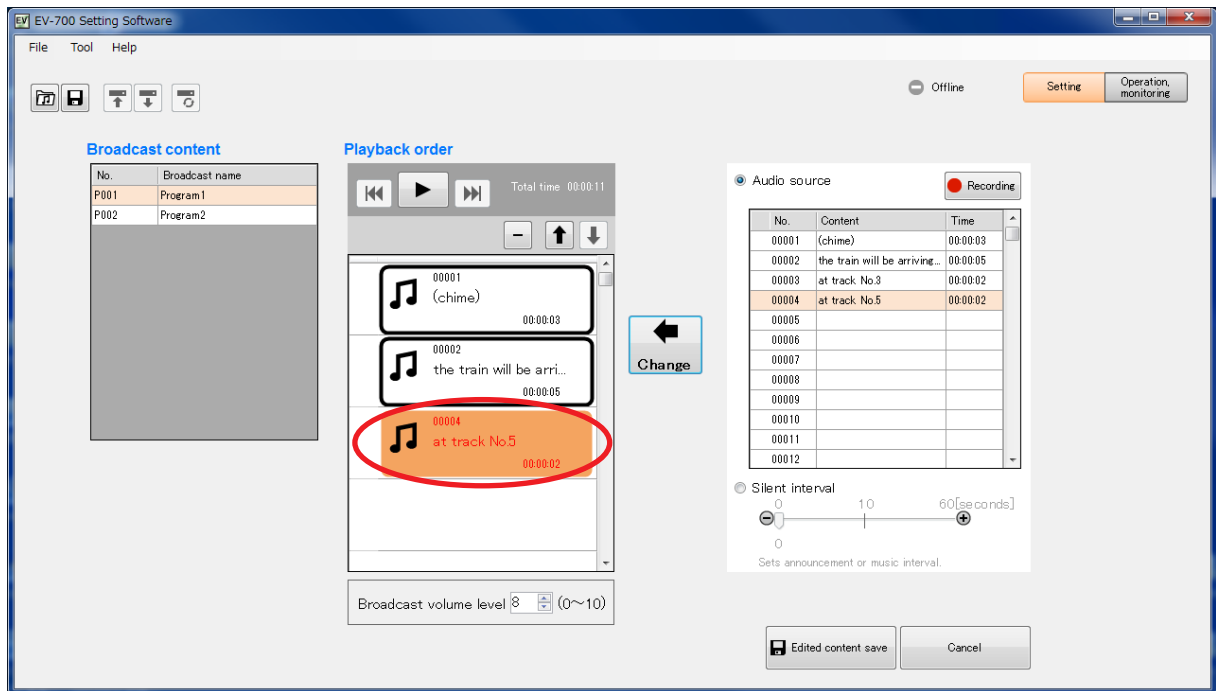 EV EV-700 Setting Software
File Tool Help
Offline
Setting
Operation,
monitoring
Broadcast content
No. Broadcast name
P001 Program1
P002 Program2
Playback order
Total time 00:00:11
00001
(chime)
00:00:03
00002
the train will be arri...
00:00:05
00004
at track No.5
00:00:02
Broadcast volume level 8 (0～10)
Change
Audio source
Recording
No. Content Time
00001 (chime) 00:00:03
00002 the train will be arriving... 00:00:05
00003 at track No.3 00:00:02
00004 at track No.5 00:00:02
00005
00006
00007
00008
00009
00010
00011
00012
Silent interval
0 10 60[seconds]
0
Sets announcement or music interval.
Edited content save
Cancel